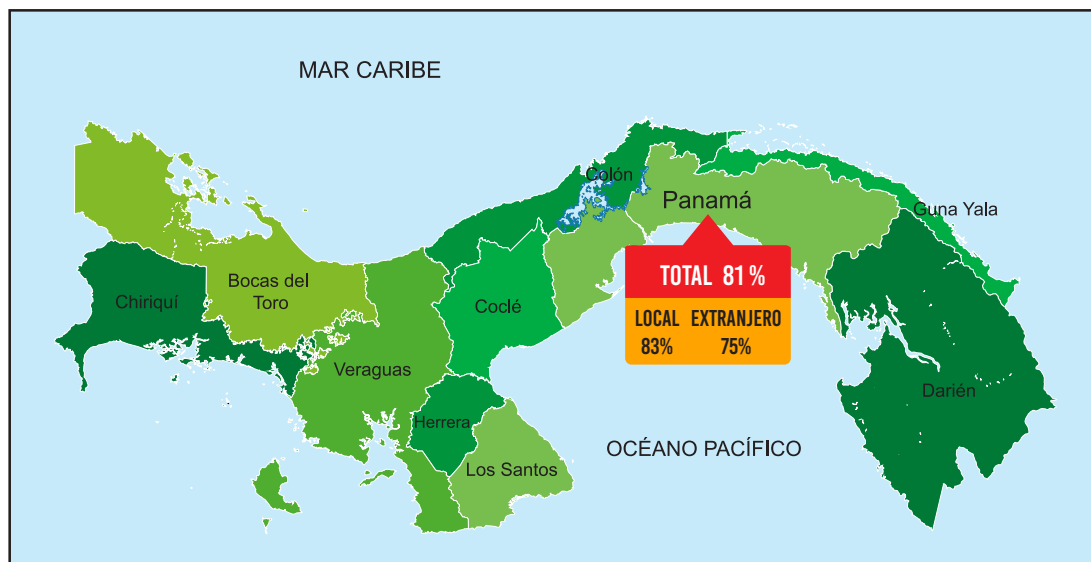 MAR CARIBE
Colón
Panamá
Guna Yala
Bocas del
Toro
Chiriquí
Coclé
TOTAL 81%
LOCAL EXTRANJERO
83% 75%
Veraguas
Darién
Herrera
OCÉANO PACÍFICO
Los Santos